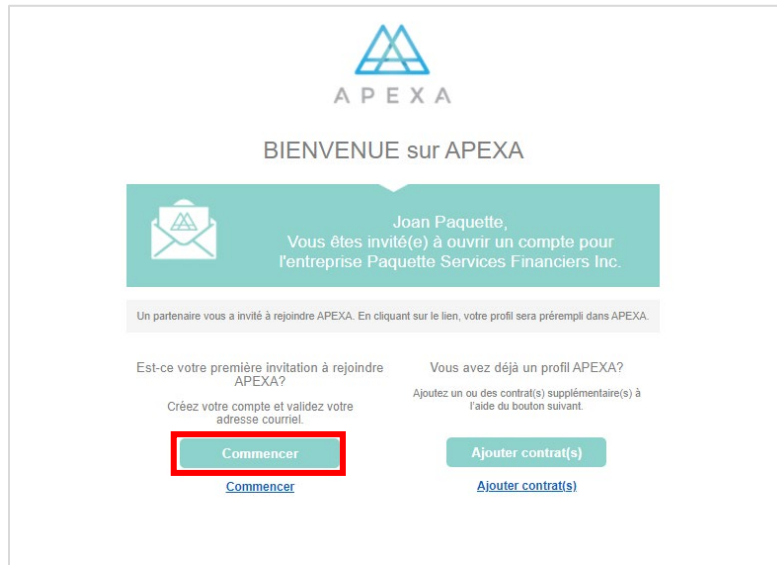 APEXA
BIENVENUE sur APEXA
Joan Paquette,
Vous êtes invité(e) à ouvrir un compte pour
l'entreprise Paquette Services Financiers Inc.
Un partenaire vous a invité à rejoindre APEXA. En cliquant sur le lien, votre profil sera prérempli dans APEXA.
Est-ce votre première invitation à rejoindre
APEXA?
Créez votre compte et validez votre
adresse courriel.
Commencer
Commencer
Vous avez déjà un profil APEXA?
Ajoutez un ou des contrat(s) supplémentaire(s) à
l'aide du bouton suivant.
Ajouter contrat(s)
Ajouter contrat(s)